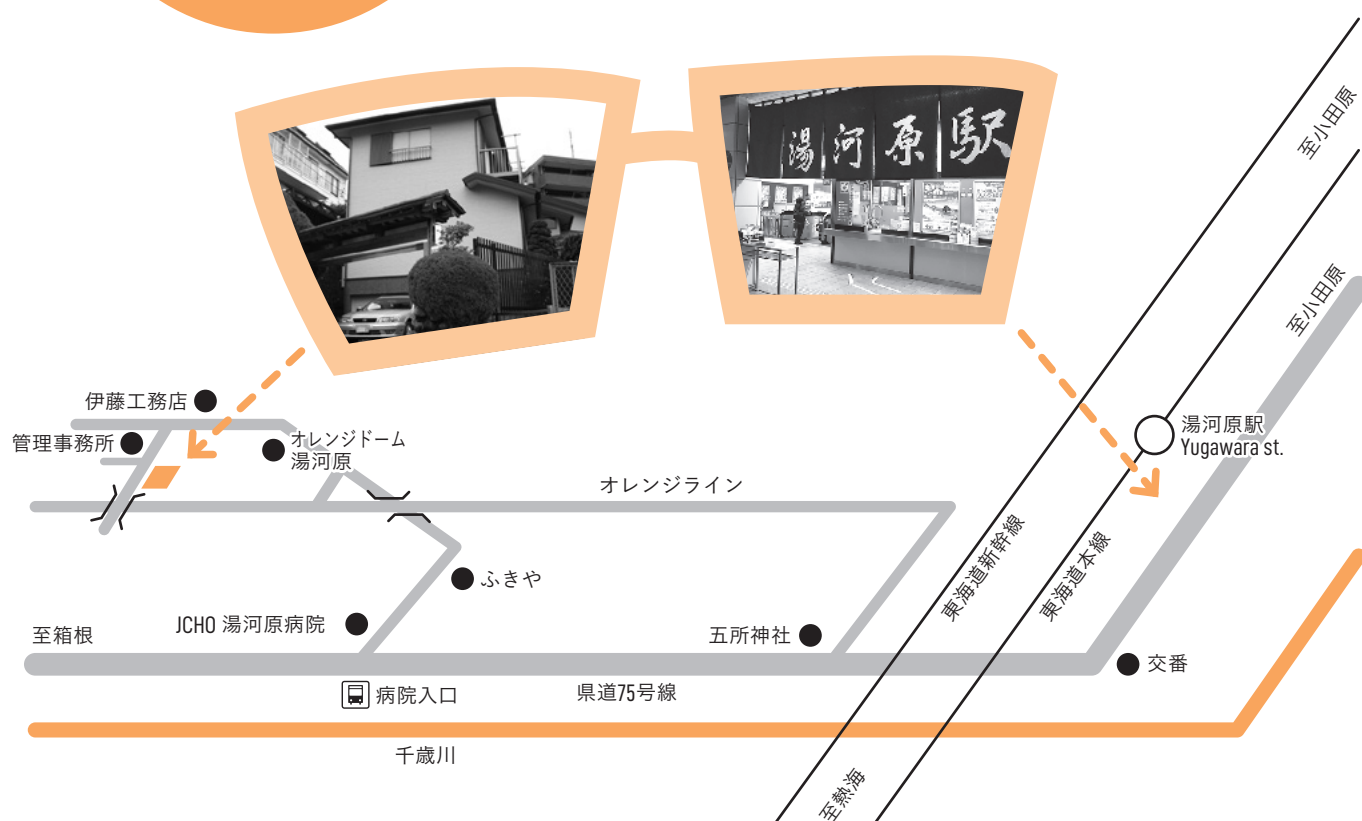 湯河原駅
至小田原
至小田原
伊藤工務店
管理事務所
オレンジドーム
湯河原
湯河原駅
Yugawara st.
オレンジライン
東海道新幹線
東海道本線
ふきや
JCHO 湯河原病院
至箱根
五所神社
交番
病院入口
県道75号線
千歳川
至熱海